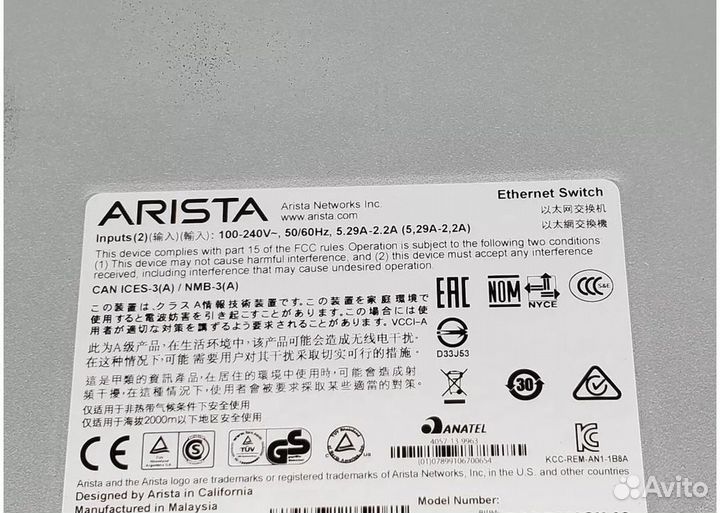 ARISTA
Arista Networks Inc.
www.arista.com
Ethernet Switch
以太网交换机
以太網交換機
Inputs(2)(输入)(輸入): 100-240V~, 50/60Hz, 5.29A-2.2A (5,29A-2,2A)
This device complies with part 15 of the FCC rules. Operation is subject to the following two conditions:
(1) This device may not cause harmful interference, and (2) this device must accept any interference
received, including interference that may cause undesired operation.
CAN ICES-3(A) / NMB-3(A)
この装置は、クラスA情報技術装置です。この装置を家庭環境で
使用すると電波妨害を引き起こすことがあります。この場合には使用
者が適切な対策を講ずるよう要求されることがあります。 VCCI-A
此为A级产品,在生活环境中,该产品可能会造成无线电干扰,
在这种情况下,可能需要用户对其干扰采取切实可行的措施。
這是甲類的資訊產品,在居住的環境中使用時,可能會造成射
頻干擾,在這種情況下,使用者會被要求採取某些適當的對策。
仅适用于非热带气候条件下安全使用
仅适用于海拔2000m以下地区安全使用
EAC
NOM
NYCE
CCC
S&E
D33J53
30
CE
TÜV
GS
ANATEL
4057-13-9963
(01)07899106700654
KCC-REM-AN1-1B8A
Arista and the Arista logo are trademarks or registered trademarks of Arista Networks, Inc, in the U.S. and other countries
Designed by Arista in California
Manufactured in Malaysia
Model Number:
Avito